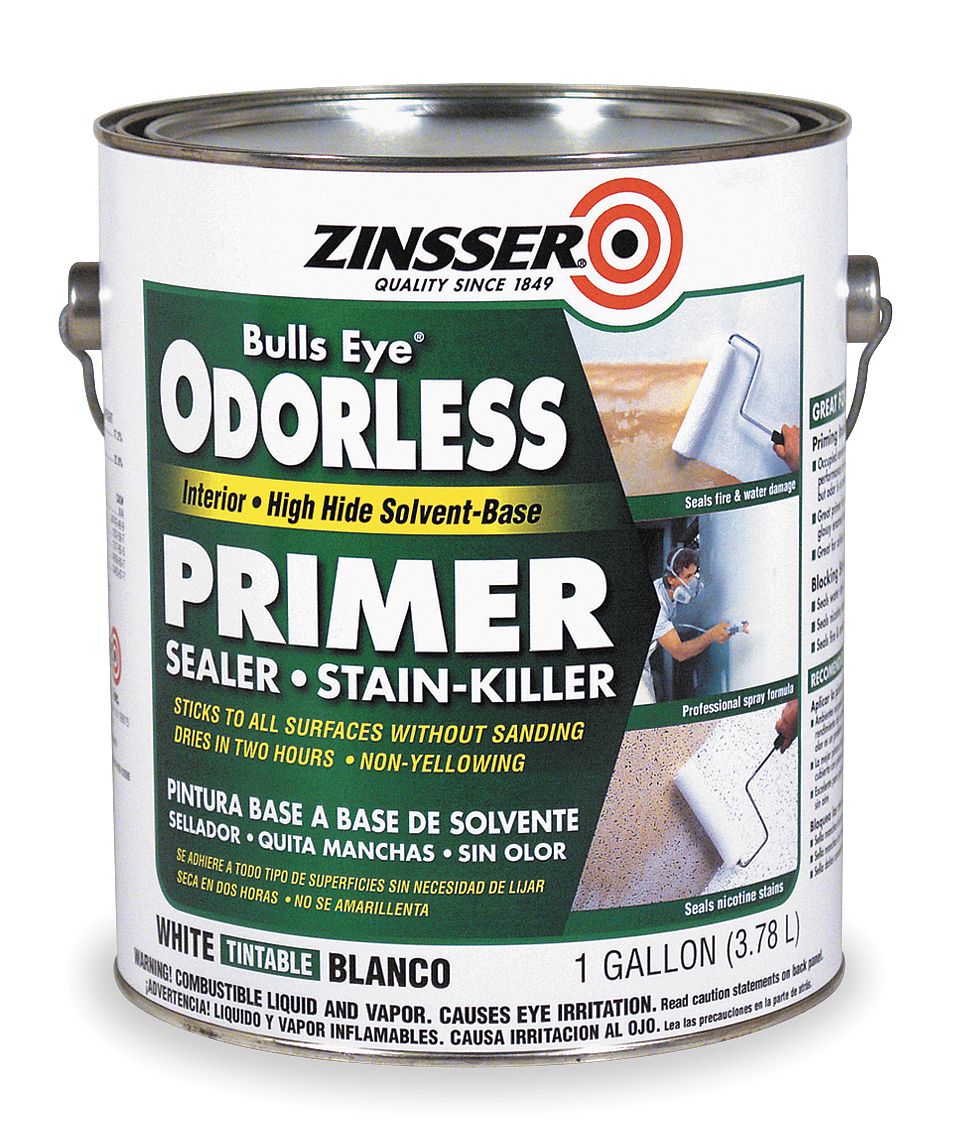 ZINSSER®
QUALITY SINCE 1849
Bulls Eye®
ODORLESS
Interior • High Hide Solvent-Base
PRIMER
SEALER • STAIN-KILLER
STICKS TO ALL SURFACES WITHOUT SANDING
DRIES IN TWO HOURS • NON-YELLOWING
PINTURA BASE A BASE DE SOLVENTE
SELLADOR • QUITA MANCHAS • SIN OLOR
SE ADHIERE A TODO TIPO DE SUPERFICIES SIN NECESIDAD DE LIJAR
SECA EN DOS HORAS • NO SE AMARILLENTA
Seals fire & water damage
Professional spray formula
Seals nicotine stains
WHITE TINTABLE BLANCO
1 GALLON (3.78 L)
WARNING! COMBUSTIBLE LIQUID AND VAPOR. CAUSES EYE IRRITATION. Read caution statements on back panel.
¡ADVERTENCIA! LIQUIDO Y VAPOR INFLAMABLES. CAUSA IRRITACION AL OJO. Lea las precauciones en la parte de atrás.
GREAT
Priming
Blocking